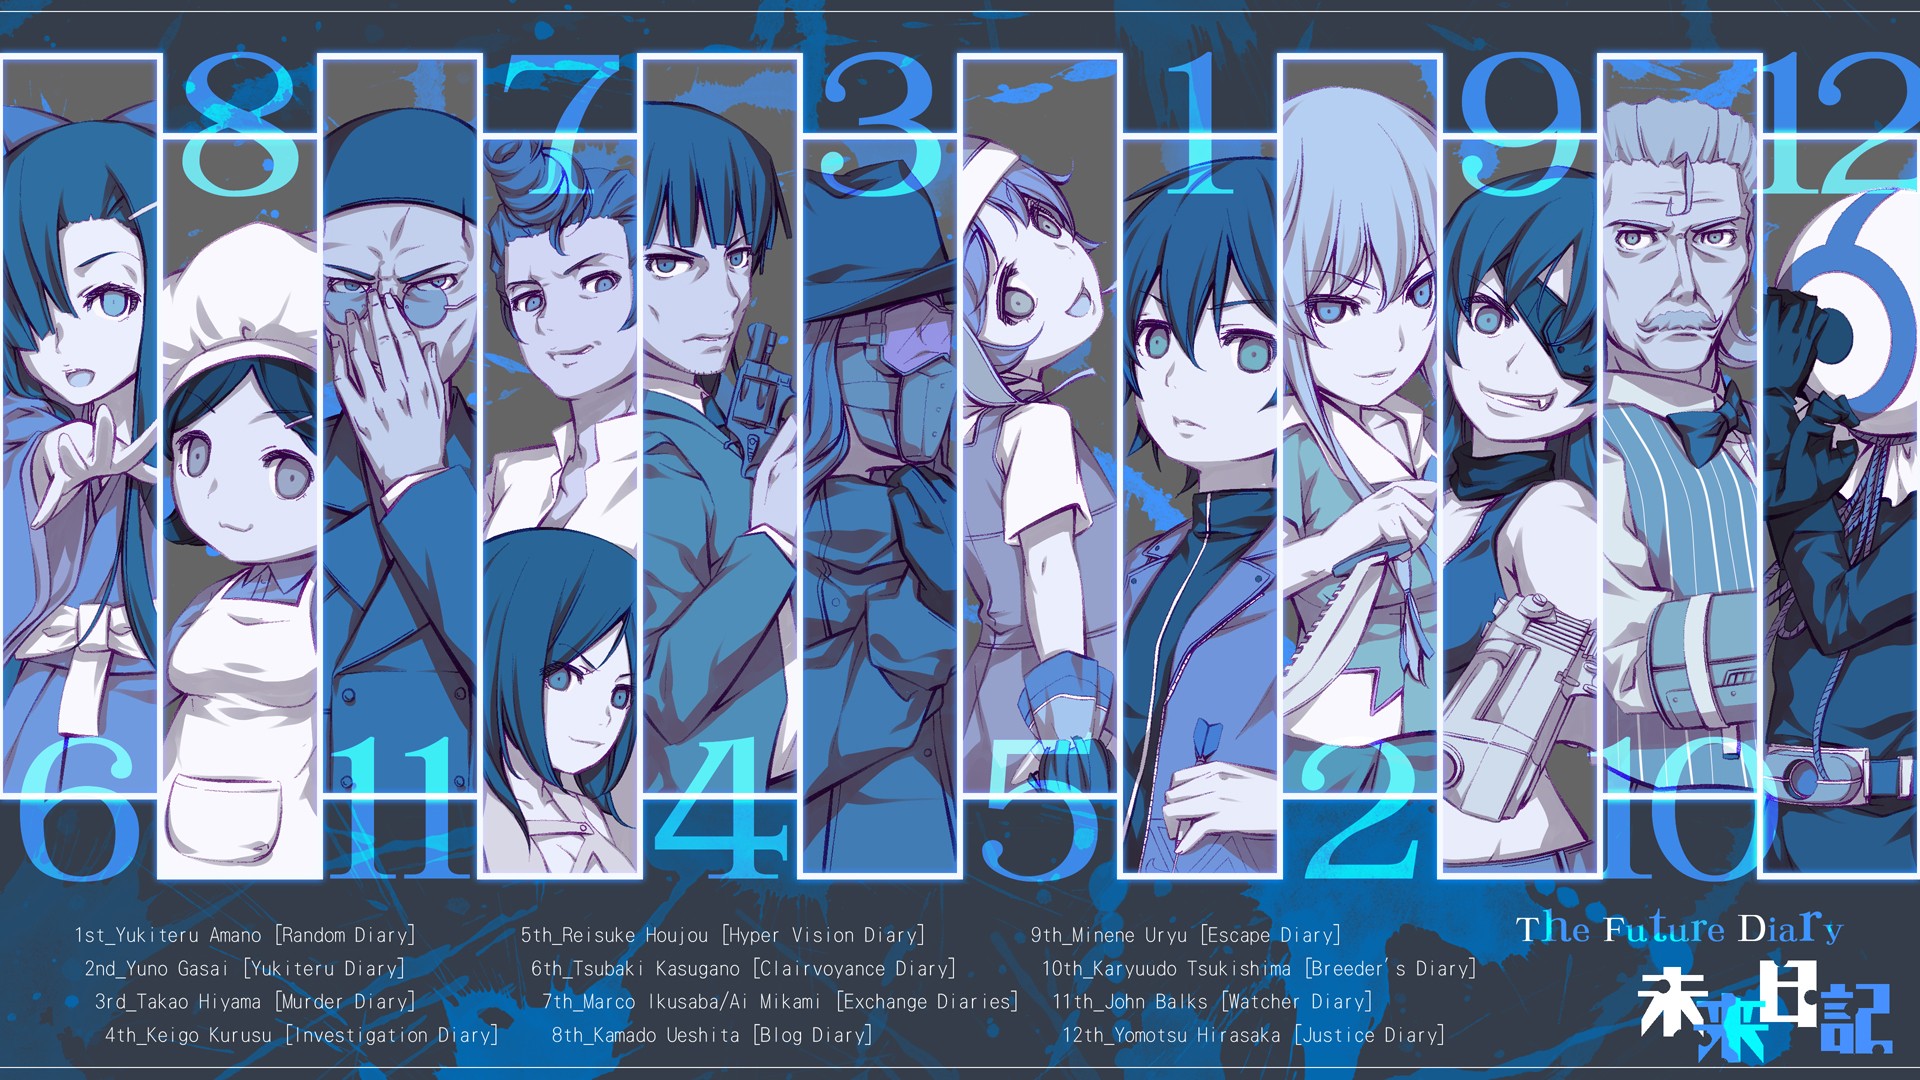 8 7 3 1 9 12
6 11 4 5 2 10
1st_Yukiteru Amano [Random Diary]
2nd_Yuno Gasai [Yukiteru Diary]
3rd_Takao Hiyama [Murder Diary]
4th_Keigo Kurusu [Investigation Diary]
5th_Reisuke Houjou [Hyper Vision Diary]
6th_Tsubaki Kasugano [Clairvoyance Diary]
7th_Marco Ikusaba/Ai Mikami [Exchange Diaries]
8th_Kamado Ueshita [Blog Diary]
9th_Minene Uryu [Escape Diary]
10th_Karyuudo Tsukishima [Breeder's Diary]
11th_John Balks [Watcher Diary]
12th_Yomotsu Hirasaka [Justice Diary]
The Future Diary
未来日記